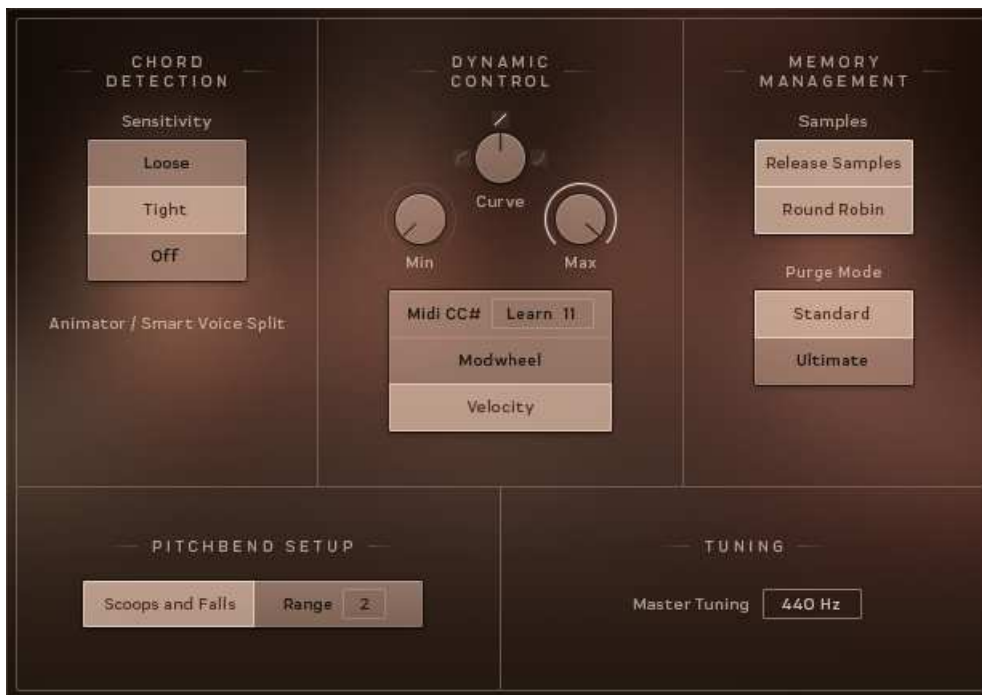 CHORD
DETECTION
Sensitivity
Loose
Tight
Off
Animator / Smart Voice Split
DYNAMIC
CONTROL
Curve
Min
Max
Midi CC# Learn 11
Modwheel
Velocity
MEMORY
MANAGEMENT
Samples
Release Samples
Round Robin
Purge Mode
Standard
Ultimate
PITCHBEND SETUP
Scoops and Falls Range 2
TUNING
Master Tuning 440 Hz